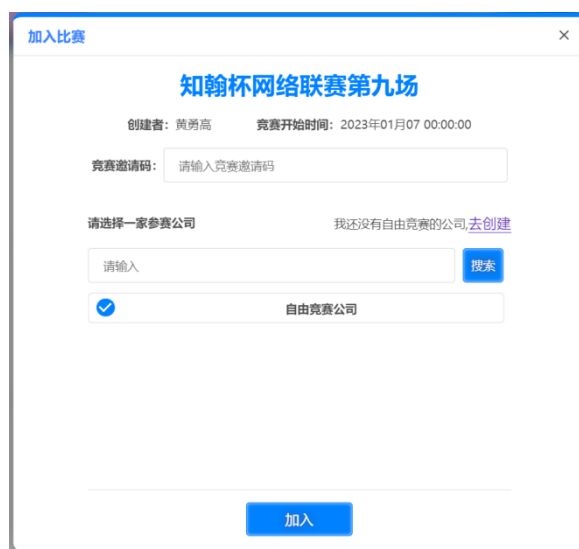 加入比赛
知翰杯网络联赛第九场
创建者：黄勇高 竞赛开始时间：2023年01月07 00:00:00
竞赛邀请码： 请输入竞赛邀请码
请选择一家参赛公司 我还没有自由竞赛的公司,去创建
请输入 搜索
自由竞赛公司
加入